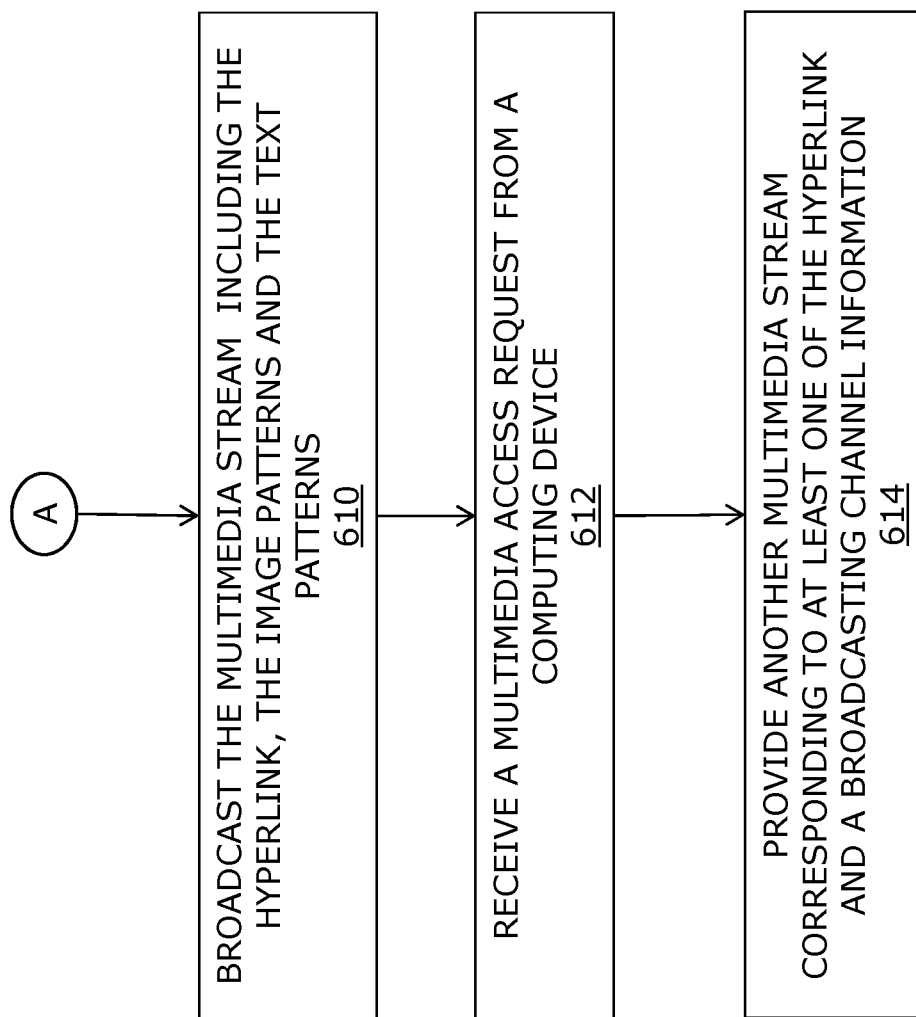 A
BROADCAST THE MULTIMEDIA STREAM INCLUDING THE
HYPERLINK, THE IMAGE PATTERNS AND THE TEXT
PATTERNS
610
RECEIVE A MULTIMEDIA ACCESS REQUEST FROM A
COMPUTING DEVICE
612
PROVIDE ANOTHER MULTIMEDIA STREAM
CORRESPONDING TO AT LEAST ONE OF THE HYPERLINK
AND A BROADCASTING CHANNEL INFORMATION
614